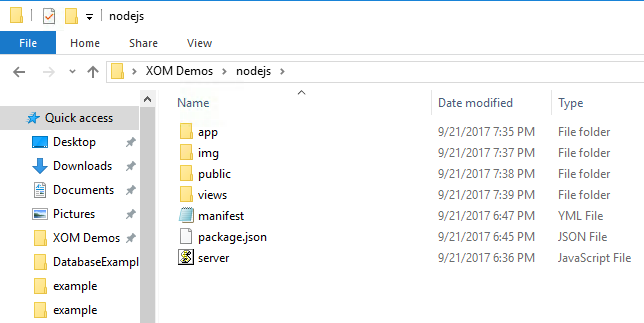 nodejs
File Home Share View
XOM Demos nodejs
Name Date modified Type
Quick access
Desktop
Downloads
Documents
Pictures
XOM Demos
DatabaseExampl
example
example
app 9/21/2017 7:35 PM File folder
img 9/21/2017 7:37 PM File folder
public 9/21/2017 7:38 PM File folder
views 9/21/2017 7:39 PM File folder
manifest 9/21/2017 6:47 PM YML File
package.json 9/21/2017 6:45 PM JSON File
server 9/21/2017 6:36 PM JavaScript File